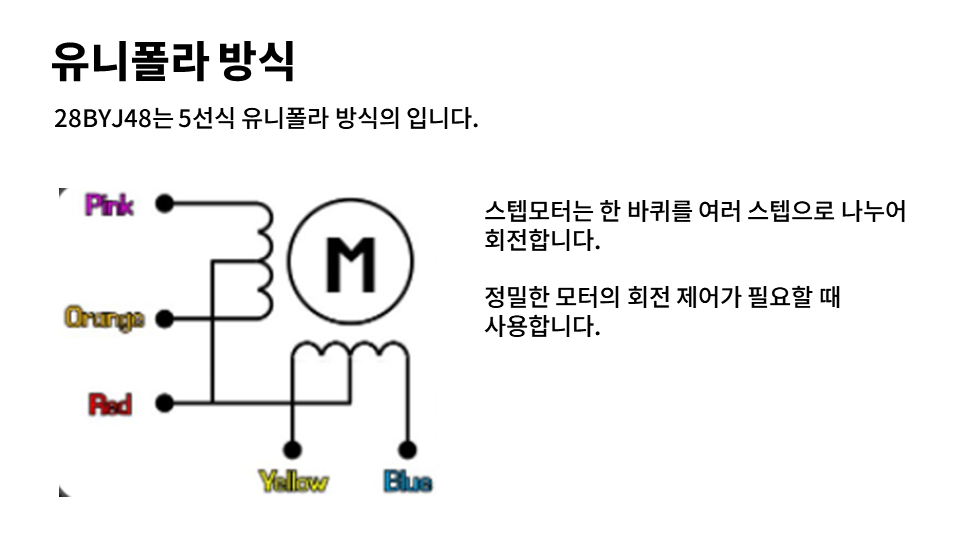 유니폴라 방식
28BYJ48는 5선식 유니폴라 방식의 입니다.
Pink
M
Orange
Red
Yellow
Blue
스텝모터는 한 바퀴를 여러 스텝으로 나누어
회전합니다.
정밀한 모터의 회전 제어가 필요할 때
사용합니다.